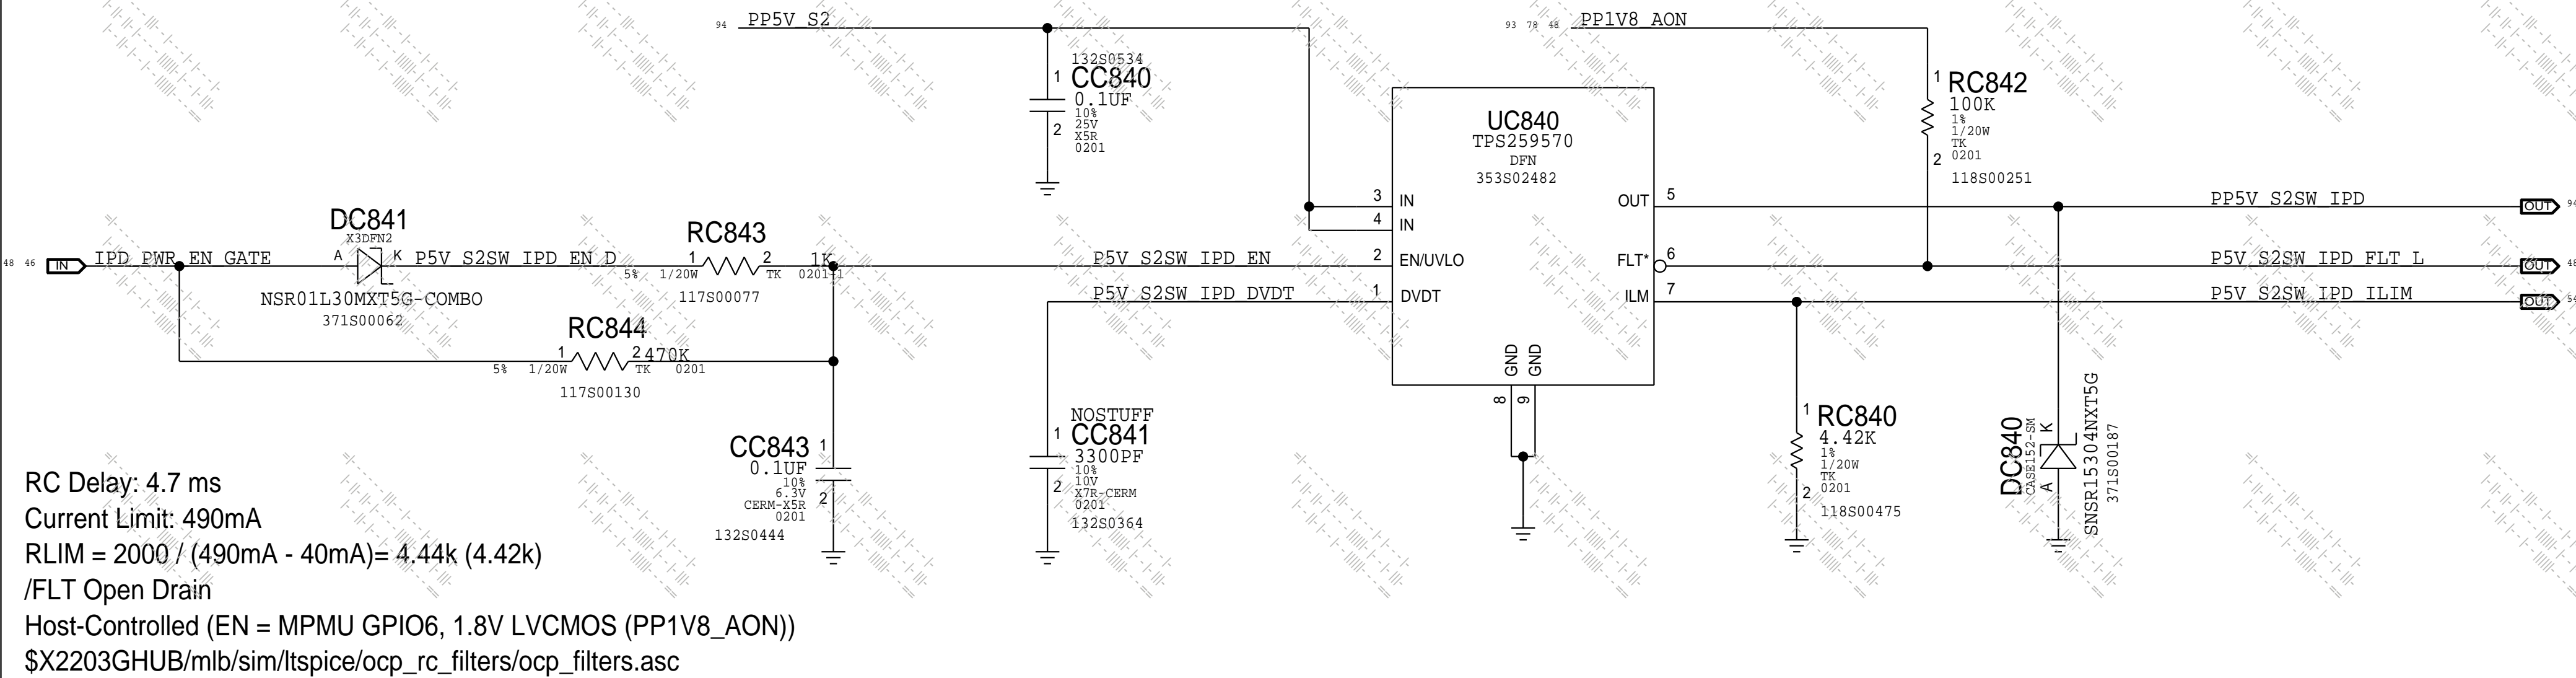 94 PP5V_S2
132S0534
1 CC840
0.1UF
10%
25V
2 X5R
0201
93 78 48 PP1V8_AON
1 RC842
100K
1%
1/20W
TK
2 0201
118S00251
UC840
TPS259570
DFN
353S02482
3 IN
4 IN
2 EN/UVLO
1 DVDT
OUT 5
FLT* 6
ILM 7
GND GND
8 9
48 46 IN IPD_PWR_EN_GATE
DC841
X3DFN2
A K
NSR01L30MXT5G-COMBO
371S00062
P5V_S2SW_IPD_EN_D
RC843
1 2 1K
5% 1/20W TK 0201-1
117S00077
RC844
1 2 470K
5% 1/20W TK 0201
117S00130
P5V_S2SW_IPD_EN
P5V_S2SW_IPD_DVDT
CC843 1
0.1UF
10%
6.3V 2
CERM-X5R
0201
132S0444
NOSTUFF
1 CC841
3300PF
10%
10V
2 X7R-CERM
0201
132S0364
PP5V_S2SW_IPD OUT
P5V_S2SW_IPD_FLT_L OUT
P5V_S2SW_IPD_ILIM OUT
1 RC840
4.42K
1%
1/20W
TK
2 0201
118S00475
DC840
CASE152-SM
A K
SNSR15304NXT5G
371S00187
RC Delay: 4.7 ms
Current Limit: 490mA
RLIM = 2000 / (490mA - 40mA)= 4.44k (4.42k)
/FLT Open Drain
Host-Controlled (EN = MPMU GPIO6, 1.8V LVCMOS (PP1V8_AON))
$X2203GHUB/mlb/sim/ltspice/ocp_rc_filters/ocp_filters.asc